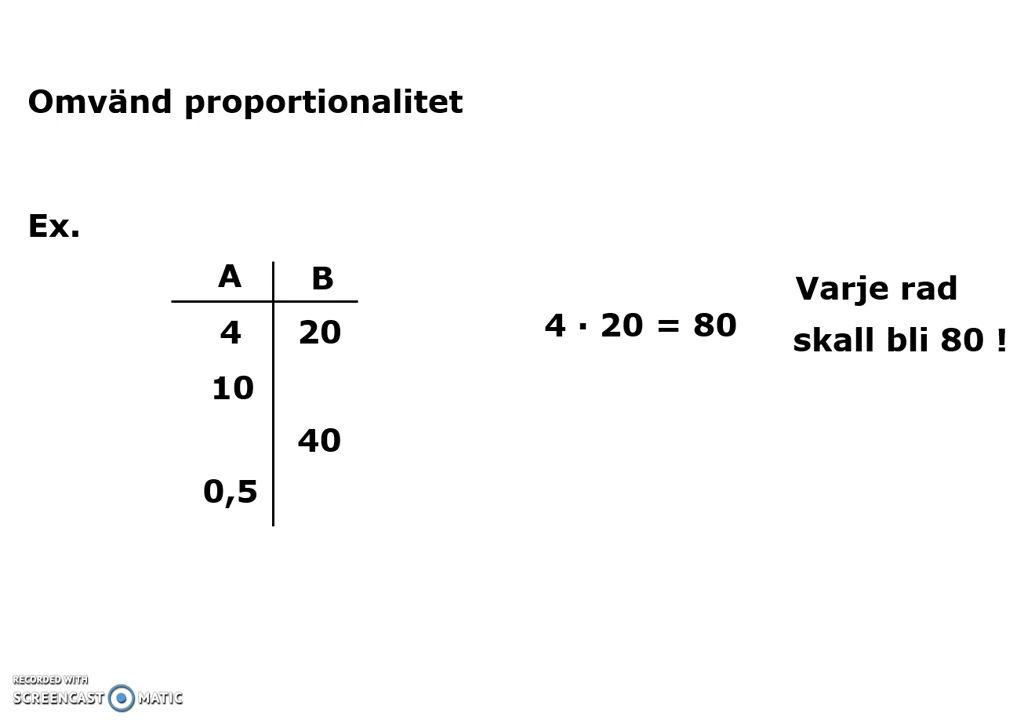 Omvänd proportionalitet
Ex.
A B
4 20
10
40
0,5
4 · 20 = 80
Varje rad
skall bli 80 !
RECORDED WITH
SCREENCAST MATIC